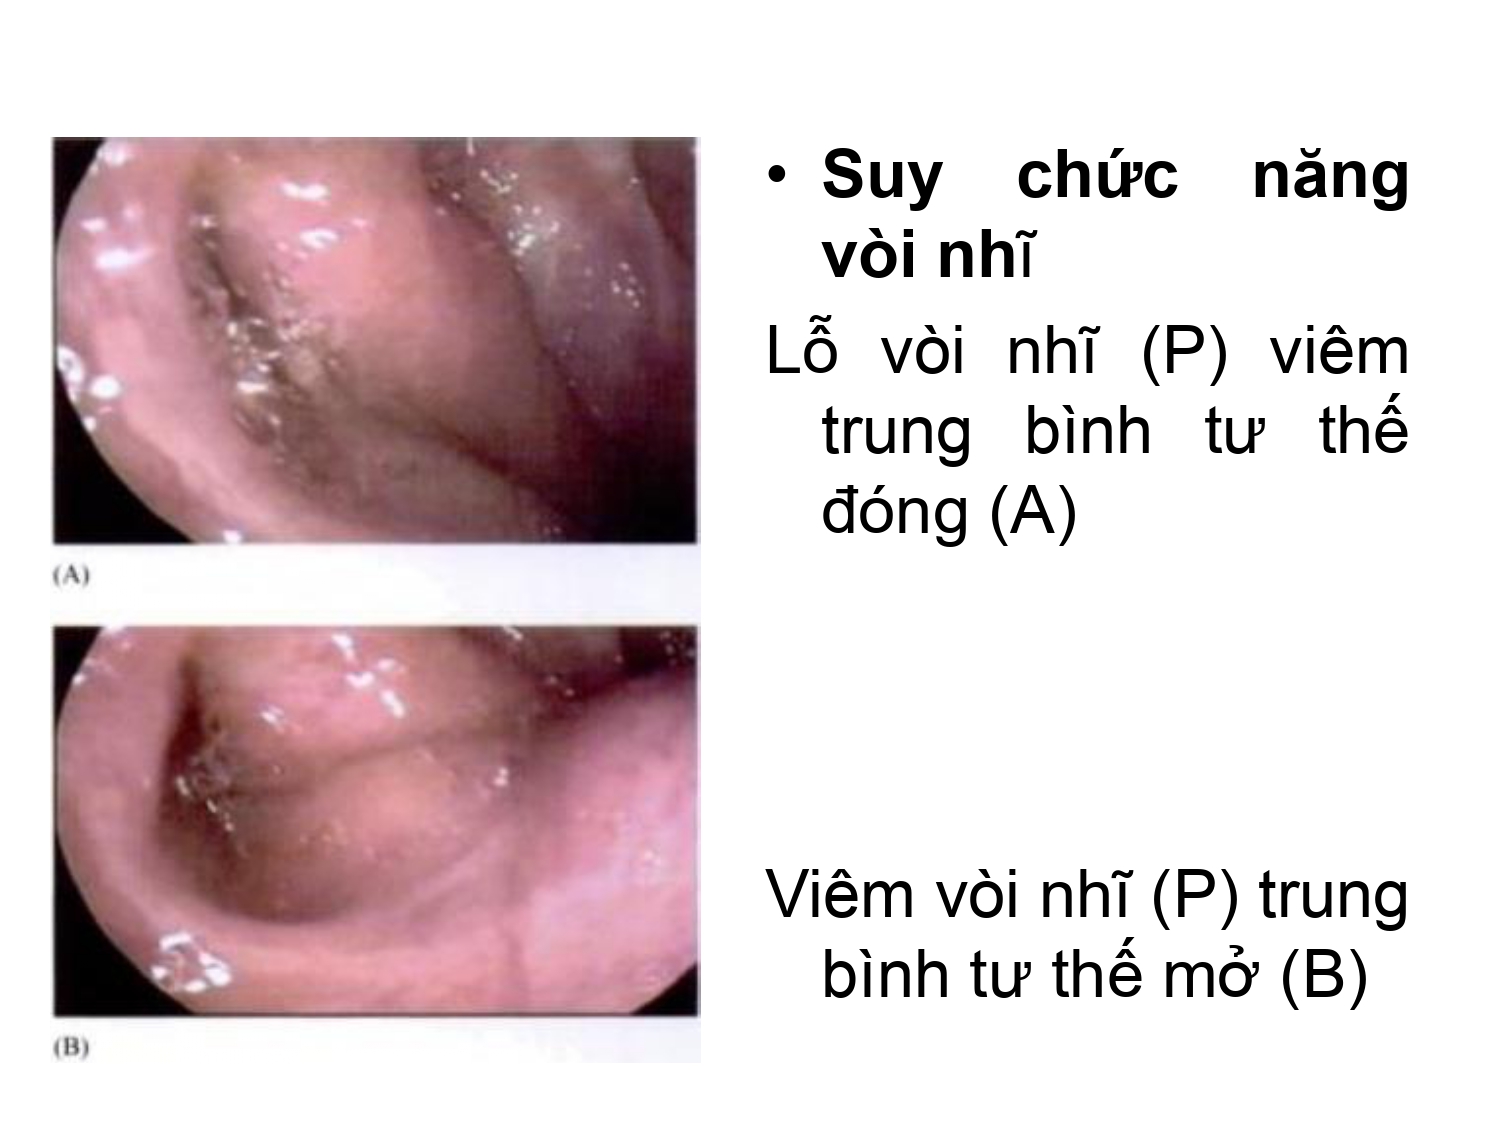 • Suy chức năng
vòi nhĩ
Lỗ vòi nhĩ (P) viêm
trung bình tư thế
đóng (A)
(A)
Viêm vòi nhĩ (P) trung
bình tư thế mở (B)
(B)